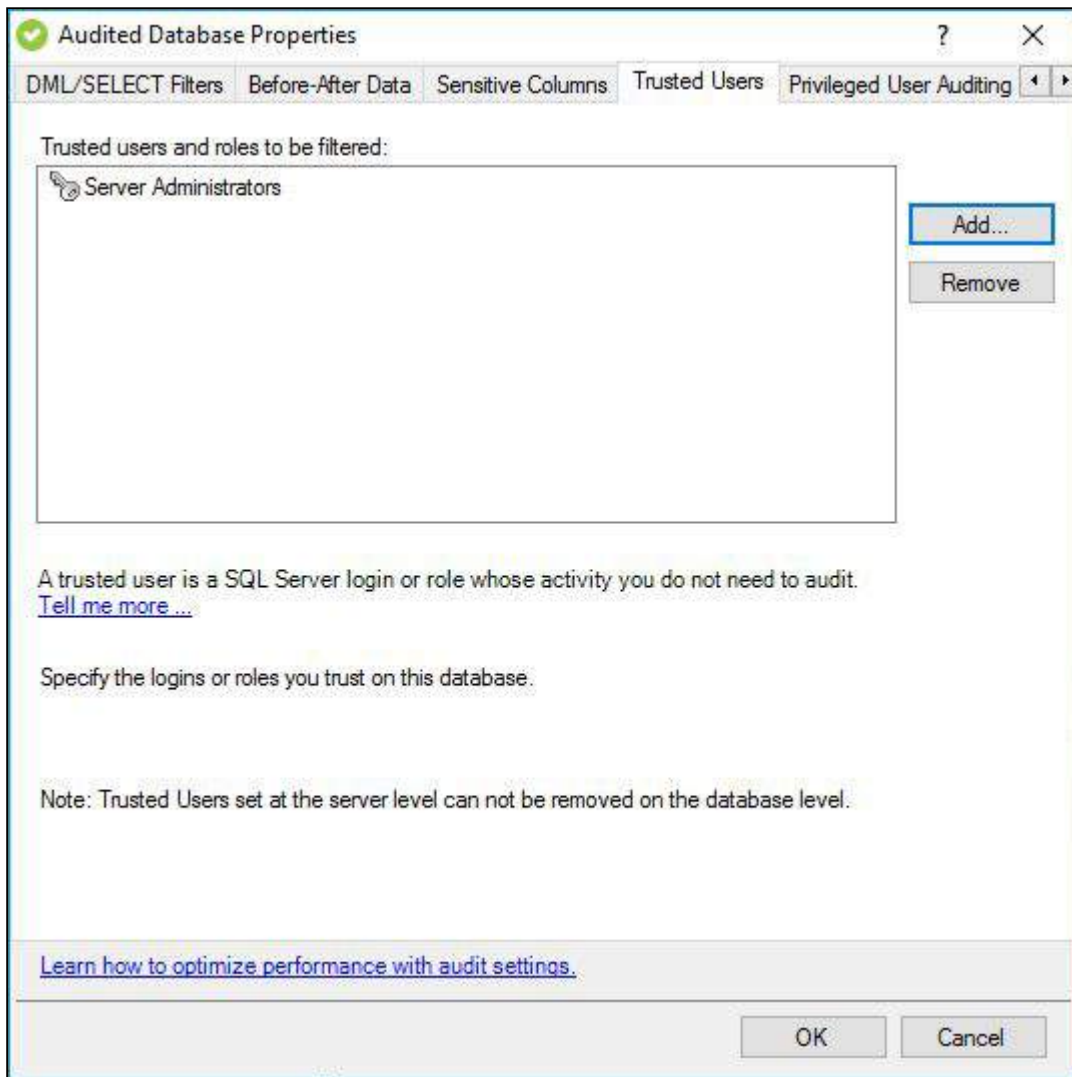 Audited Database Properties
DML/SELECT Filters Before-After Data Sensitive Columns Trusted Users Privileged User Auditing
Trusted users and roles to be filtered:
Server Administrators
Add...
Remove
A trusted user is a SQL Server login or role whose activity you do not need to audit.
Tell me more ...
Specify the logins or roles you trust on this database.
Note: Trusted Users set at the server level can not be removed on the database level.
Learn how to optimize performance with audit settings.
OK Cancel